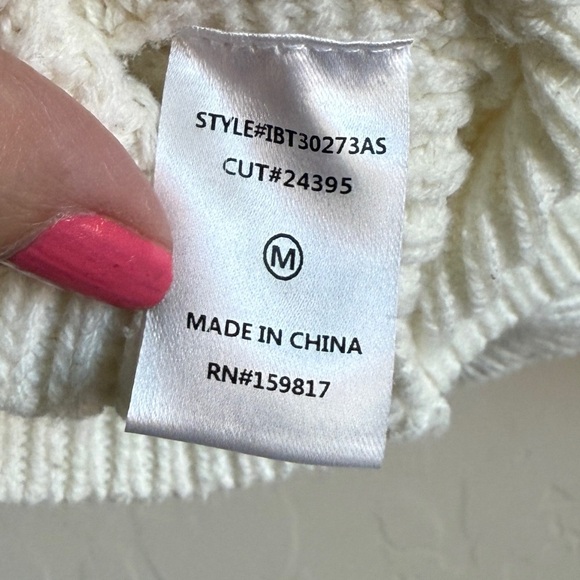 STYLE#IBT30273AS
CUT#24395
M
MADE IN CHINA
RN#159817